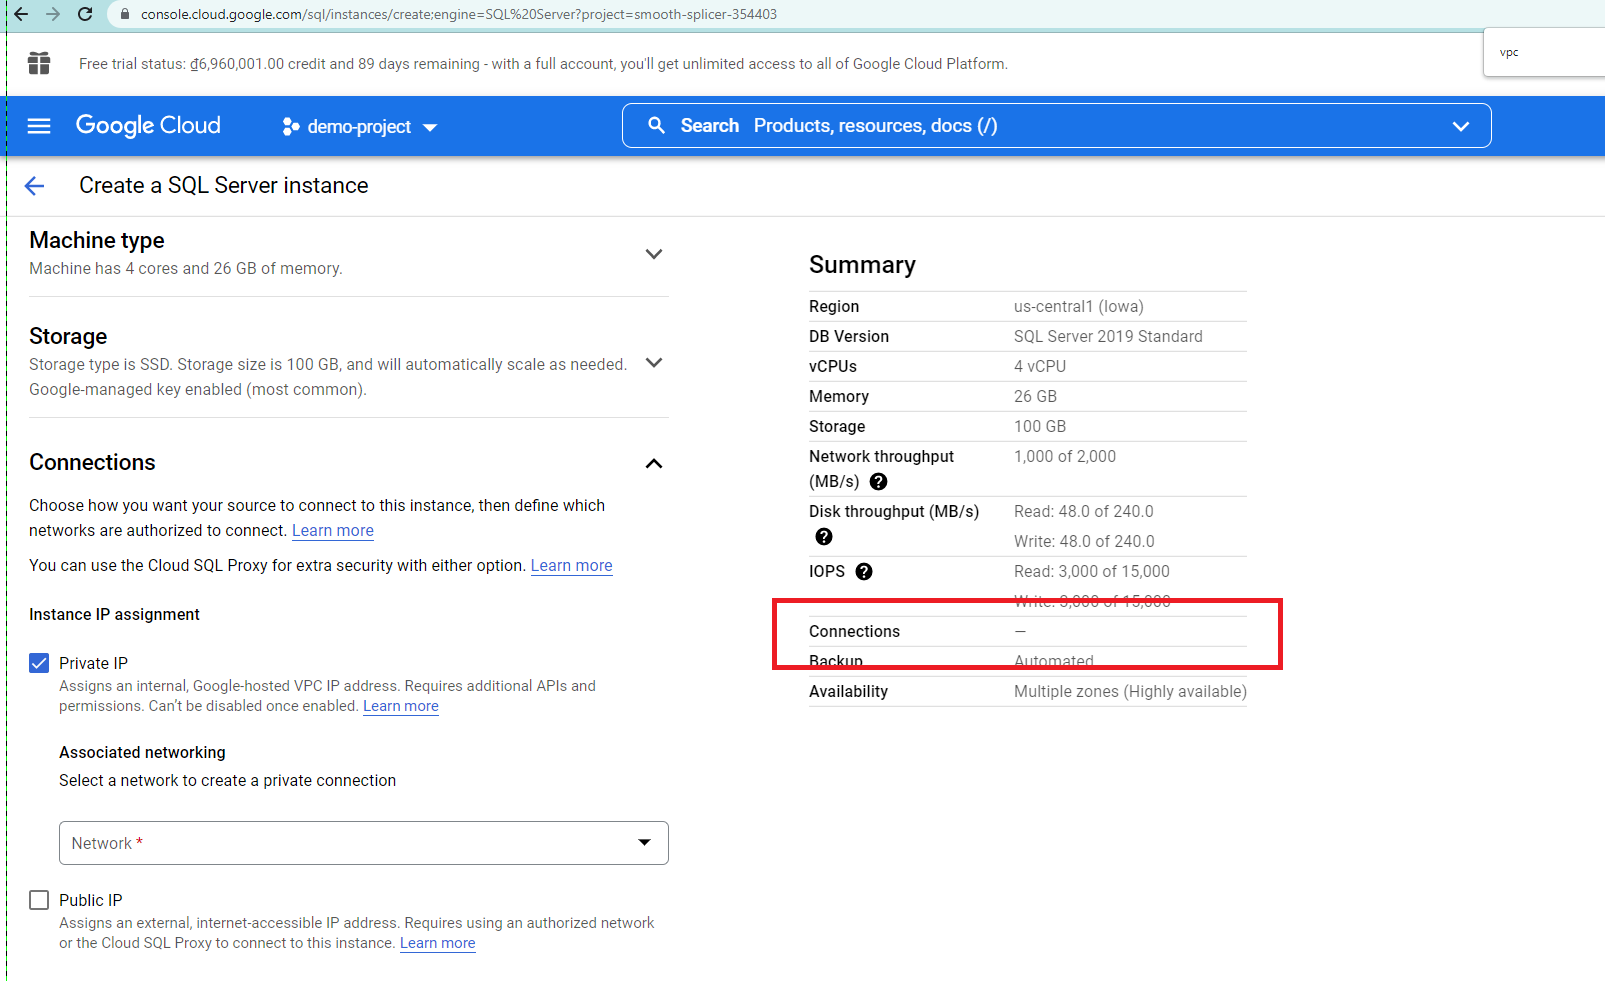 console.cloud.google.com/sql/instances/create;engine=SQL%20Server?project=smooth-splicer-354403
vpc
Free trial status: ₫6,960,001.00 credit and 89 days remaining - with a full account, you'll get unlimited access to all of Google Cloud Platform.
Google Cloud
demo-project
Search Products, resources, docs (/)
Create a SQL Server instance
Machine type
Machine has 4 cores and 26 GB of memory.
Storage
Storage type is SSD. Storage size is 100 GB, and will automatically scale as needed.
Google-managed key enabled (most common).
Connections
Choose how you want your source to connect to this instance, then define which
networks are authorized to connect. Learn more
You can use the Cloud SQL Proxy for extra security with either option. Learn more
Instance IP assignment
Private IP
Assigns an internal, Google-hosted VPC IP address. Requires additional APIs and
permissions. Can't be disabled once enabled. Learn more
Associated networking
Select a network to create a private connection
Network *
Public IP
Assigns an external, internet-accessible IP address. Requires using an authorized network
or the Cloud SQL Proxy to connect to this instance. Learn more
Summary
Region us-central1 (Iowa)
DB Version SQL Server 2019 Standard
vCPUs 4 vCPU
Memory 26 GB
Storage 100 GB
Network throughput 1,000 of 2,000
(MB/s) ?
Disk throughput (MB/s) Read: 48.0 of 240.0
? Write: 48.0 of 240.0
IOPS ? Read: 3,000 of 15,000
Write: 3,000 of 15,000
Connections —
Backup Automated
Availability Multiple zones (Highly available)